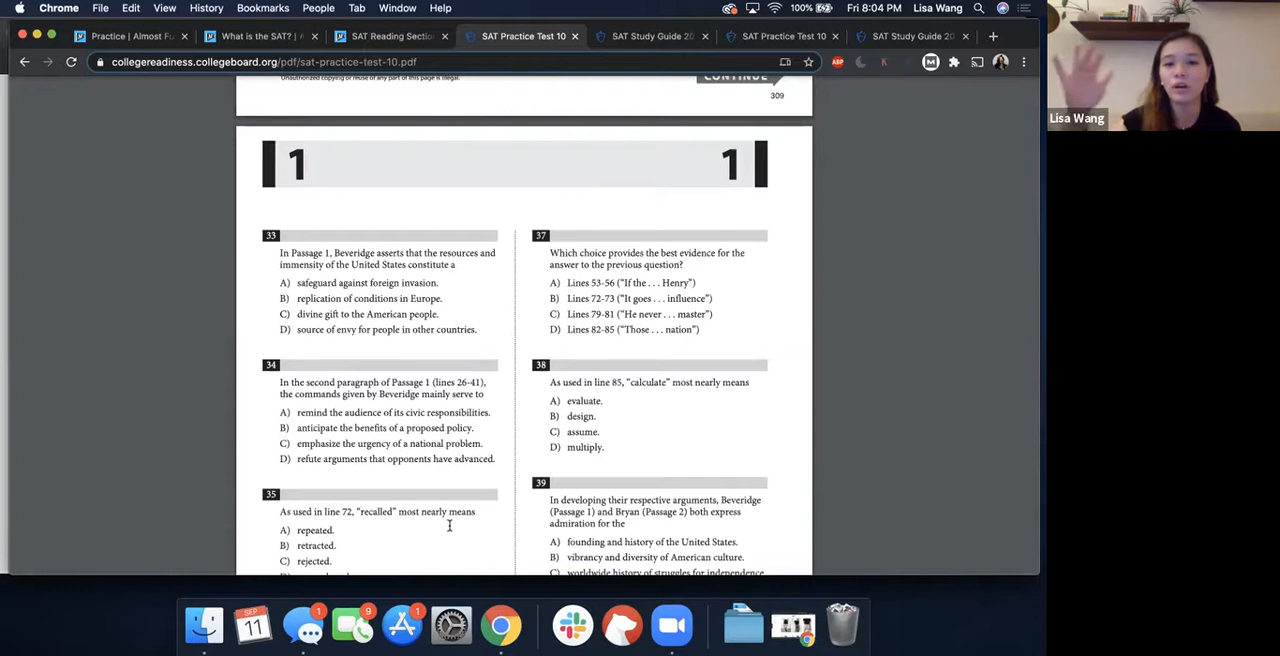 Chrome File Edit View History Bookmarks People Tab Window Help 100% Fri 8:04 PM Lisa Wang
Practice | Almost Fu
What is the SAT? | A
SAT Reading Section
SAT Practice Test 10
SAT Study Guide 20
SAT Practice Test 10
SAT Study Guide 20
collegereadiness.collegeboard.org/pdf/sat-practice-test-10.pdf
ABP
K
M
Lisa Wang
Unauthorized copying or reuse of any part of this page is illegal.
CONTINUE
309
1 1
33
In Passage 1, Beveridge asserts that the resources and
immensity of the United States constitute a
A) safeguard against foreign invasion.
B) replication of conditions in Europe.
C) divine gift to the American people.
D) source of envy for people in other countries.
34
In the second paragraph of Passage 1 (lines 26-41),
the commands given by Beveridge mainly serve to
A) remind the audience of its civic responsibilities.
B) anticipate the benefits of a proposed policy.
C) emphasize the urgency of a national problem.
D) refute arguments that opponents have advanced.
35
As used in line 72, “recalled” most nearly means
A) repeated.
B) retracted.
C) rejected.
37
Which choice provides the best evidence for the
answer to the previous question?
A) Lines 53-56 (“If the . . . Henry”)
B) Lines 72-73 (“It goes . . . influence”)
C) Lines 79-81 (“He never . . . master”)
D) Lines 82-85 (“Those . . . nation”)
38
As used in line 85, “calculate” most nearly means
A) evaluate.
B) design.
C) assume.
D) multiply.
39
In developing their respective arguments, Beveridge
(Passage 1) and Bryan (Passage 2) both express
admiration for the
A) founding and history of the United States.
B) vibrancy and diversity of American culture.
C) worldwide history of struggles for independence
SEP
11
1
9
1